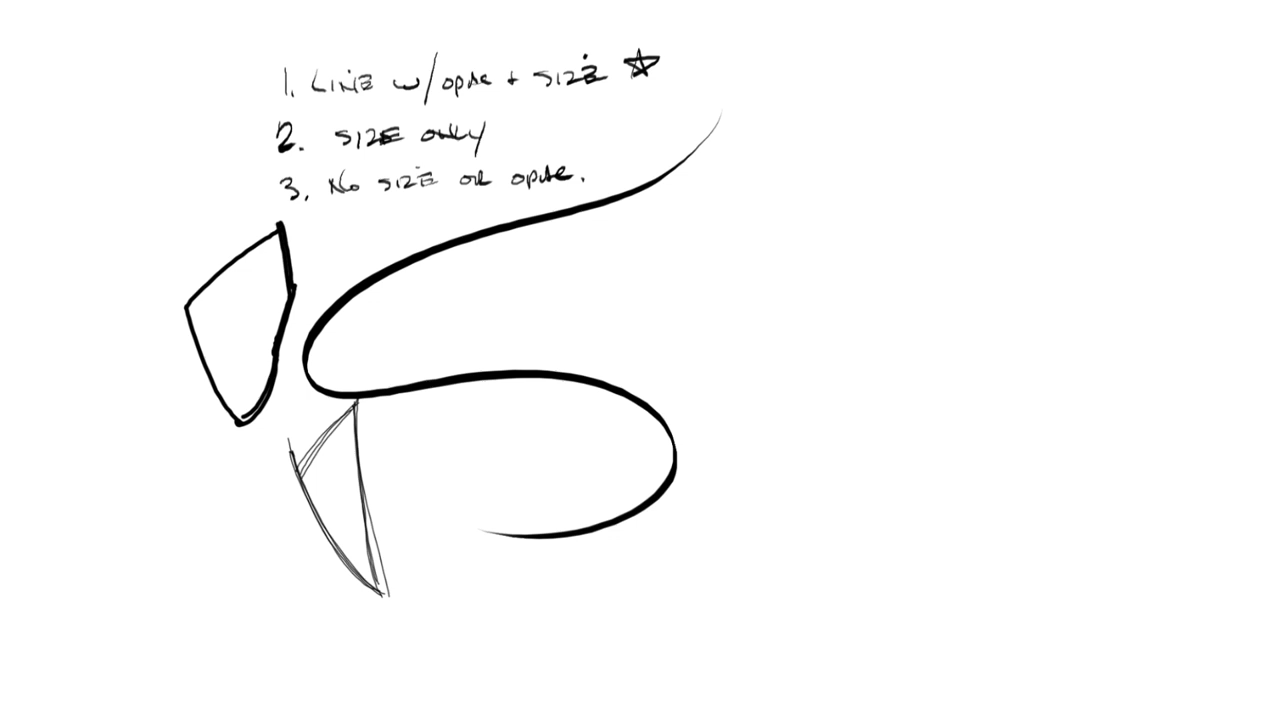 1. LINE w/opac + SIZE
2. SIZE ONLY
3. No SIZE OR opac.